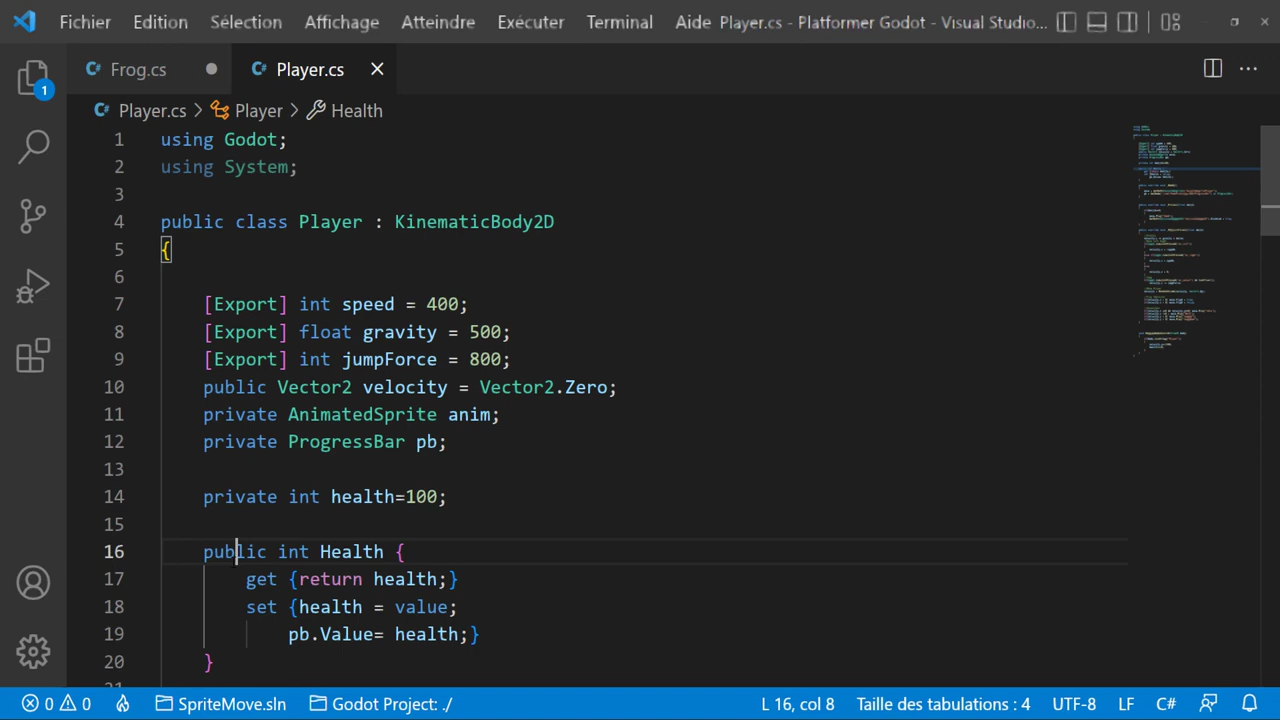 Fichier Edition Sélection Affichage Atteindre Exécuter Terminal Aide Player.cs - Platformer Godot - Visual Studio...
Frog.cs Player.cs
Player.cs > Player > Health
1
1 using Godot;
2 using System;
3
4 public class Player : KinematicBody2D
5 {
6
7 [Export] int speed = 400;
8 [Export] float gravity = 500;
9 [Export] int jumpForce = 800;
10 public Vector2 velocity = Vector2.Zero;
11 private AnimatedSprite anim;
12 private ProgressBar pb;
13
14 private int health=100;
15
16 public int Health {
17 get {return health;}
18 set {health = value;
19 pb.Value= health;}
20 }
0 0 SpriteMove.sln Godot Project: ./ L 16, col 8 Taille des tabulations : 4 UTF-8 LF C#